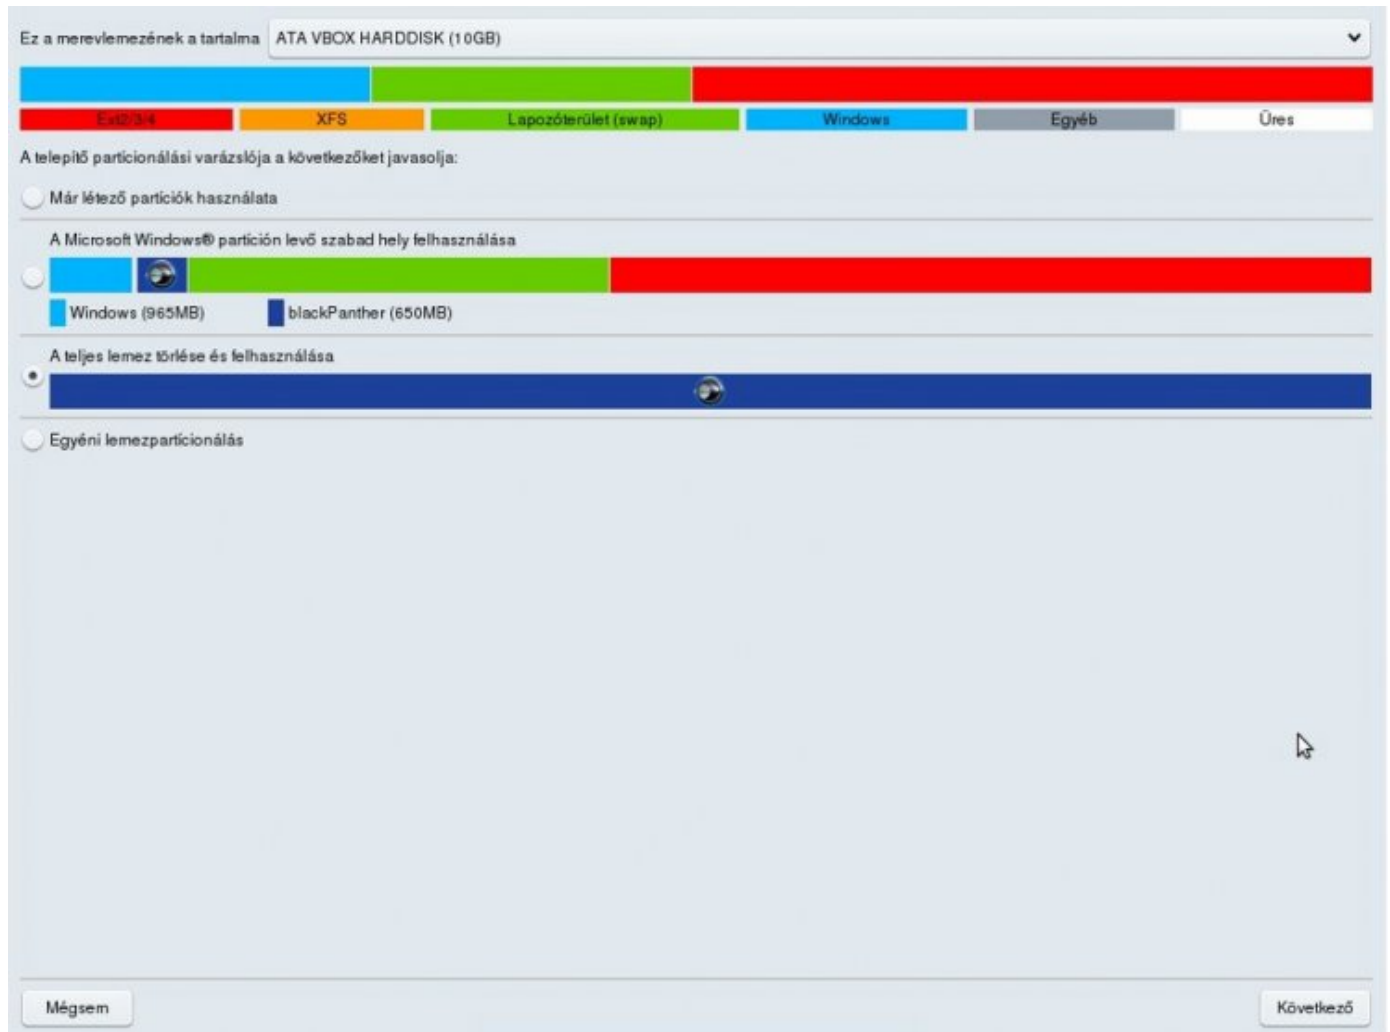 Ez a merevlemezének a tartalma ATA VBOX HARDDISK (10GB)
Ext2/3/4 XFS Lapozóterület (swap) Windows Egyéb Üres
A telepítő partícionálási varázslója a következőket javasolja:
Már létező partíciók használata
A Microsoft Windows® partíción levő szabad hely felhasználása
Windows (965MB) blackPanther (650MB)
A teljes lemez törlése és felhasználása
Egyéni lemezpartícionálás
Mégsem Következő